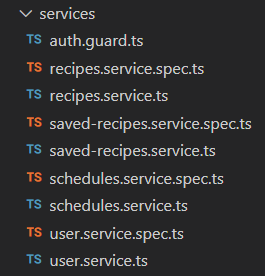 services
TS auth.guard.ts
TS recipes.service.spec.ts
TS recipes.service.ts
TS saved-recipes.service.spec.ts
TS saved-recipes.service.ts
TS schedules.service.spec.ts
TS schedules.service.ts
TS user.service.spec.ts
TS user.service.ts